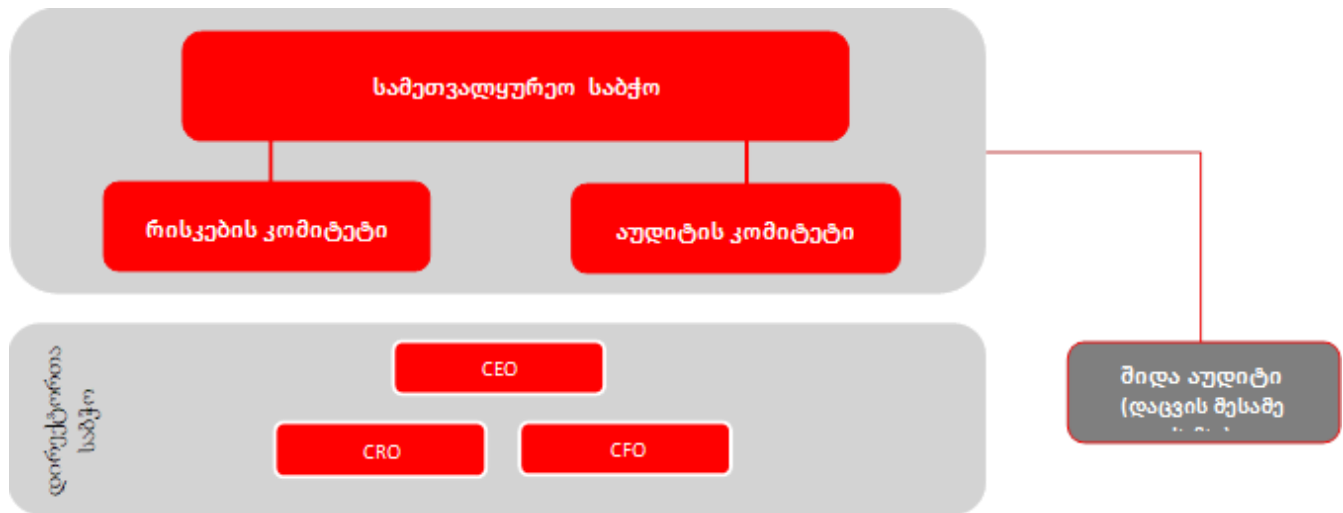 სამეთვალყურეო საბჭო
რისკების კომიტეტი
აუდიტის კომიტეტი
დირექტორთა
საბჭო
CEO
CRO
CFO
შიდა აუდიტი
(დაცვის მესამე